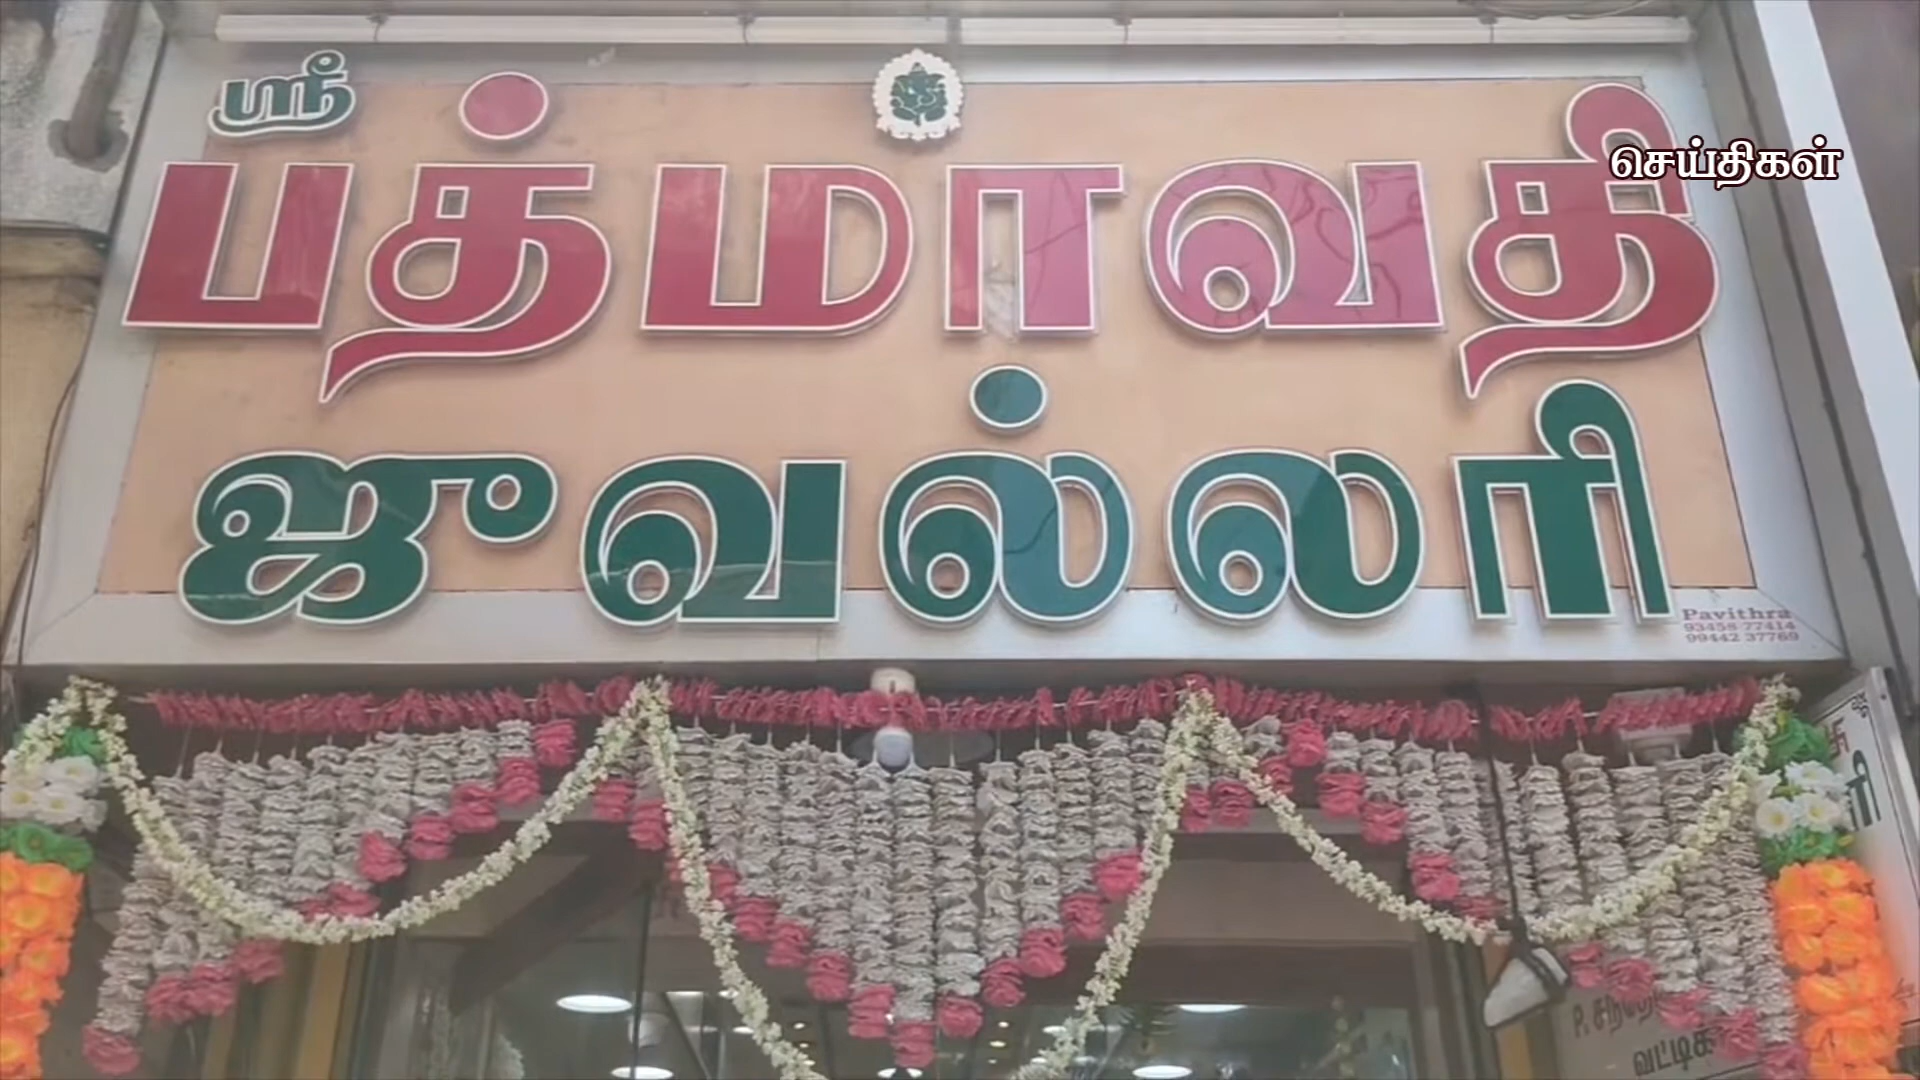 ஸ்ரீ
பத்மாவதி
செய்திகள்
ஜுவல்லரி
Pavithra
93458 77414
99442 37769